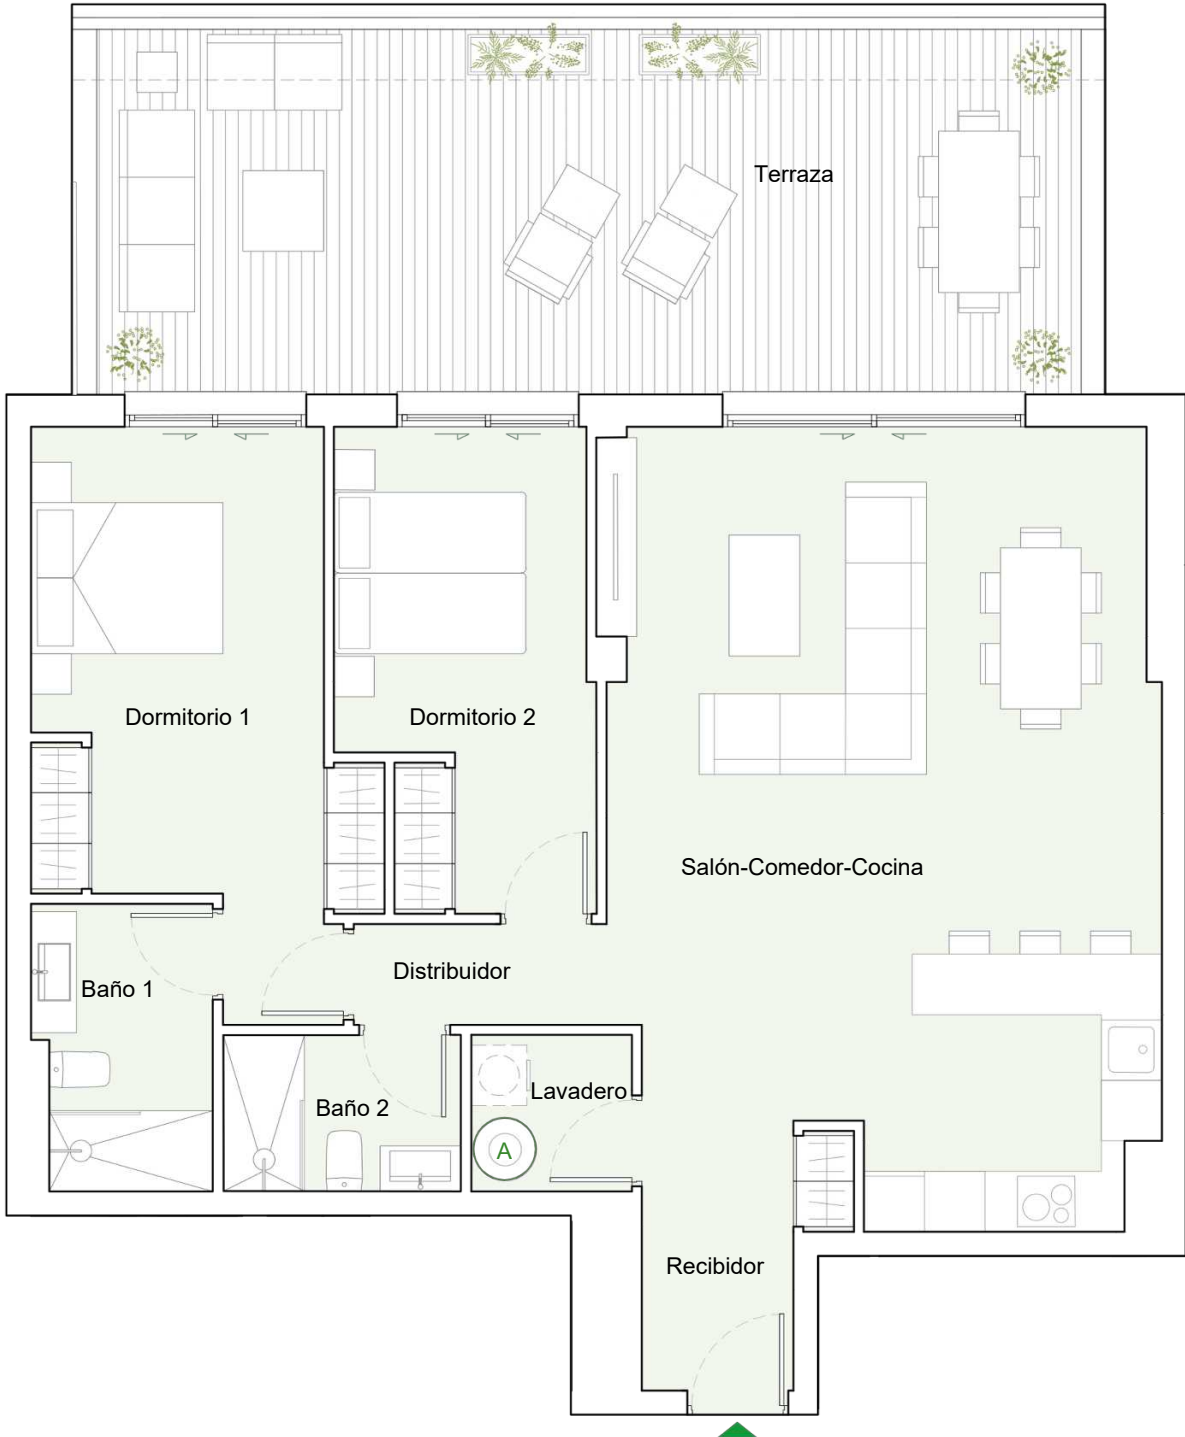 Terraza
Dormitorio 1
Dormitorio 2
Salón-Comedor-Cocina
Distribuidor
Baño 1
Lavadero
Baño 2
A
Recibidor